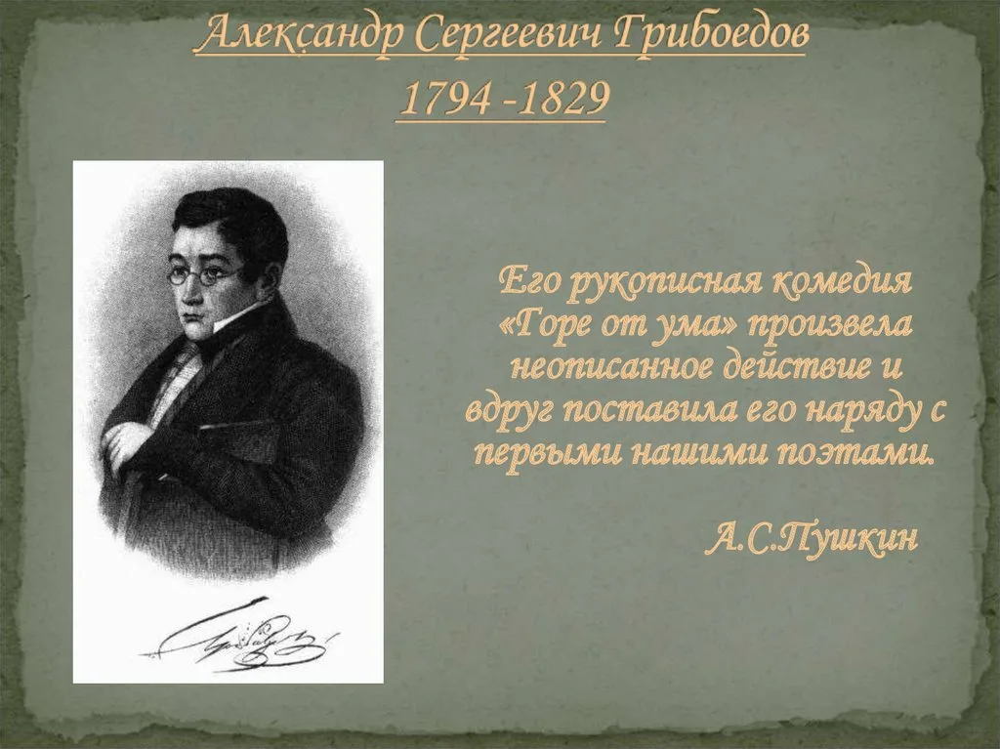 Александр Сергеевич Грибоедов
1794 -1829
Его рукописная комедия
«Горе от ума» произвела
неописанное действие и
вдруг поставила его наряду с
первыми нашими поэтами.
А.С.Пушкин